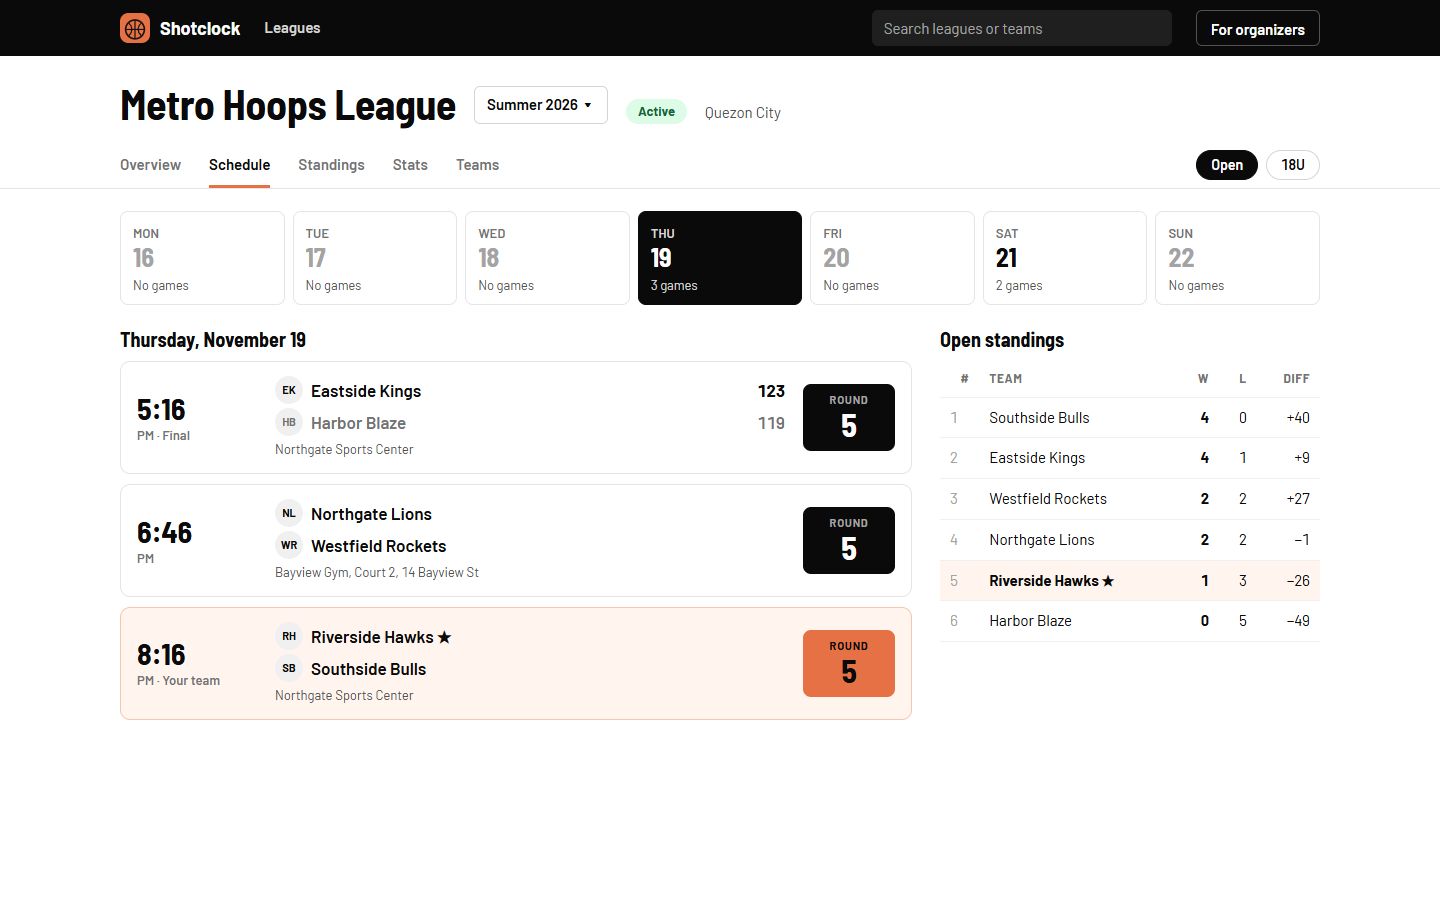 Shotclock
Leagues
Search leagues or teams
For organizers
Metro Hoops League
Summer 2026
Active
Quezon City
Overview
Schedule
Standings
Stats
Teams
Open
18U
MON
16
No games
TUE
17
No games
WED
18
No games
THU
19
3 games
FRI
20
No games
SAT
21
2 games
SUN
22
No games
Thursday, November 19
5:16
PM · Final
EK Eastside Kings 123
HB Harbor Blaze 119
Northgate Sports Center
ROUND
5
6:46
PM
NL Northgate Lions
WR Westfield Rockets
Bayview Gym, Court 2, 14 Bayview St
ROUND
5
8:16
PM · Your team
RH Riverside Hawks ★
SB Southside Bulls
Northgate Sports Center
ROUND
5
Open standings
# TEAM W L DIFF
1 Southside Bulls 4 0 +40
2 Eastside Kings 4 1 +9
3 Westfield Rockets 2 2 +27
4 Northgate Lions 2 2 −1
5 Riverside Hawks ★ 1 3 −26
6 Harbor Blaze 0 5 −49